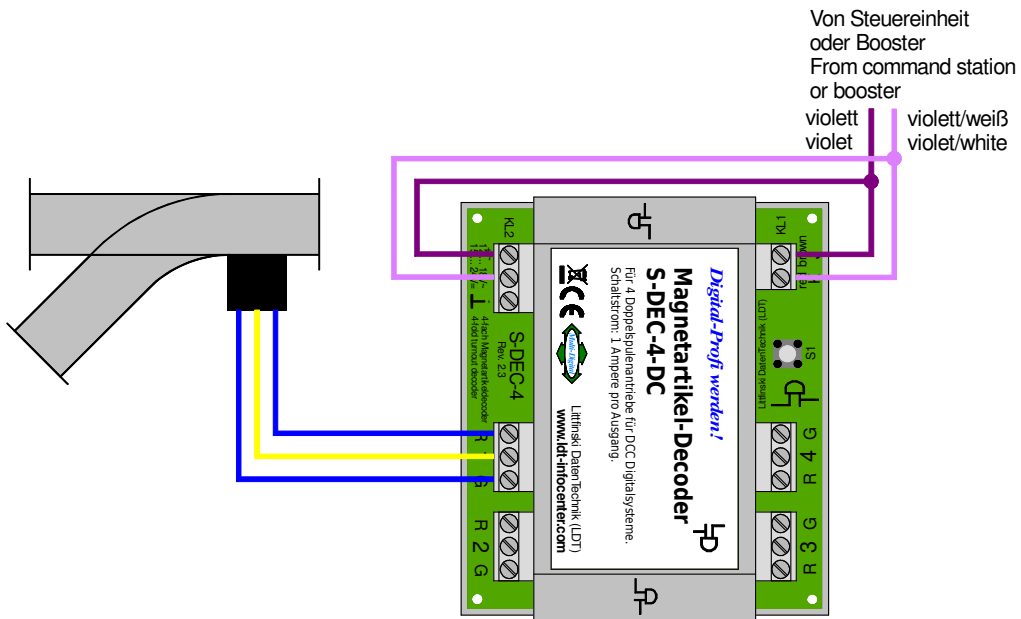 Von Steuereinheit
oder Booster
From command station
or booster
violett
violet
violett/weiß
violet/white
KL2
KL1
S1
Littfinski DatenTechnik (LDT)
S-DEC-4
Rev. 2.3
4-fach Magnetartikeldecoder
4-fold turnout decoder
Digital-Profi werden!
Magnetartikel-Decoder
S-DEC-4-DC
Für 4 Doppelspulenantriebe für DCC Digitalsysteme.
Schaltstrom: 1 Ampere pro Ausgang.
CE
Multi-Digital
Littfinski DatenTechnik (LDT)
www.ldt-infocenter.com
R
G
R 2 G
R 4 G
R 3 G
brown